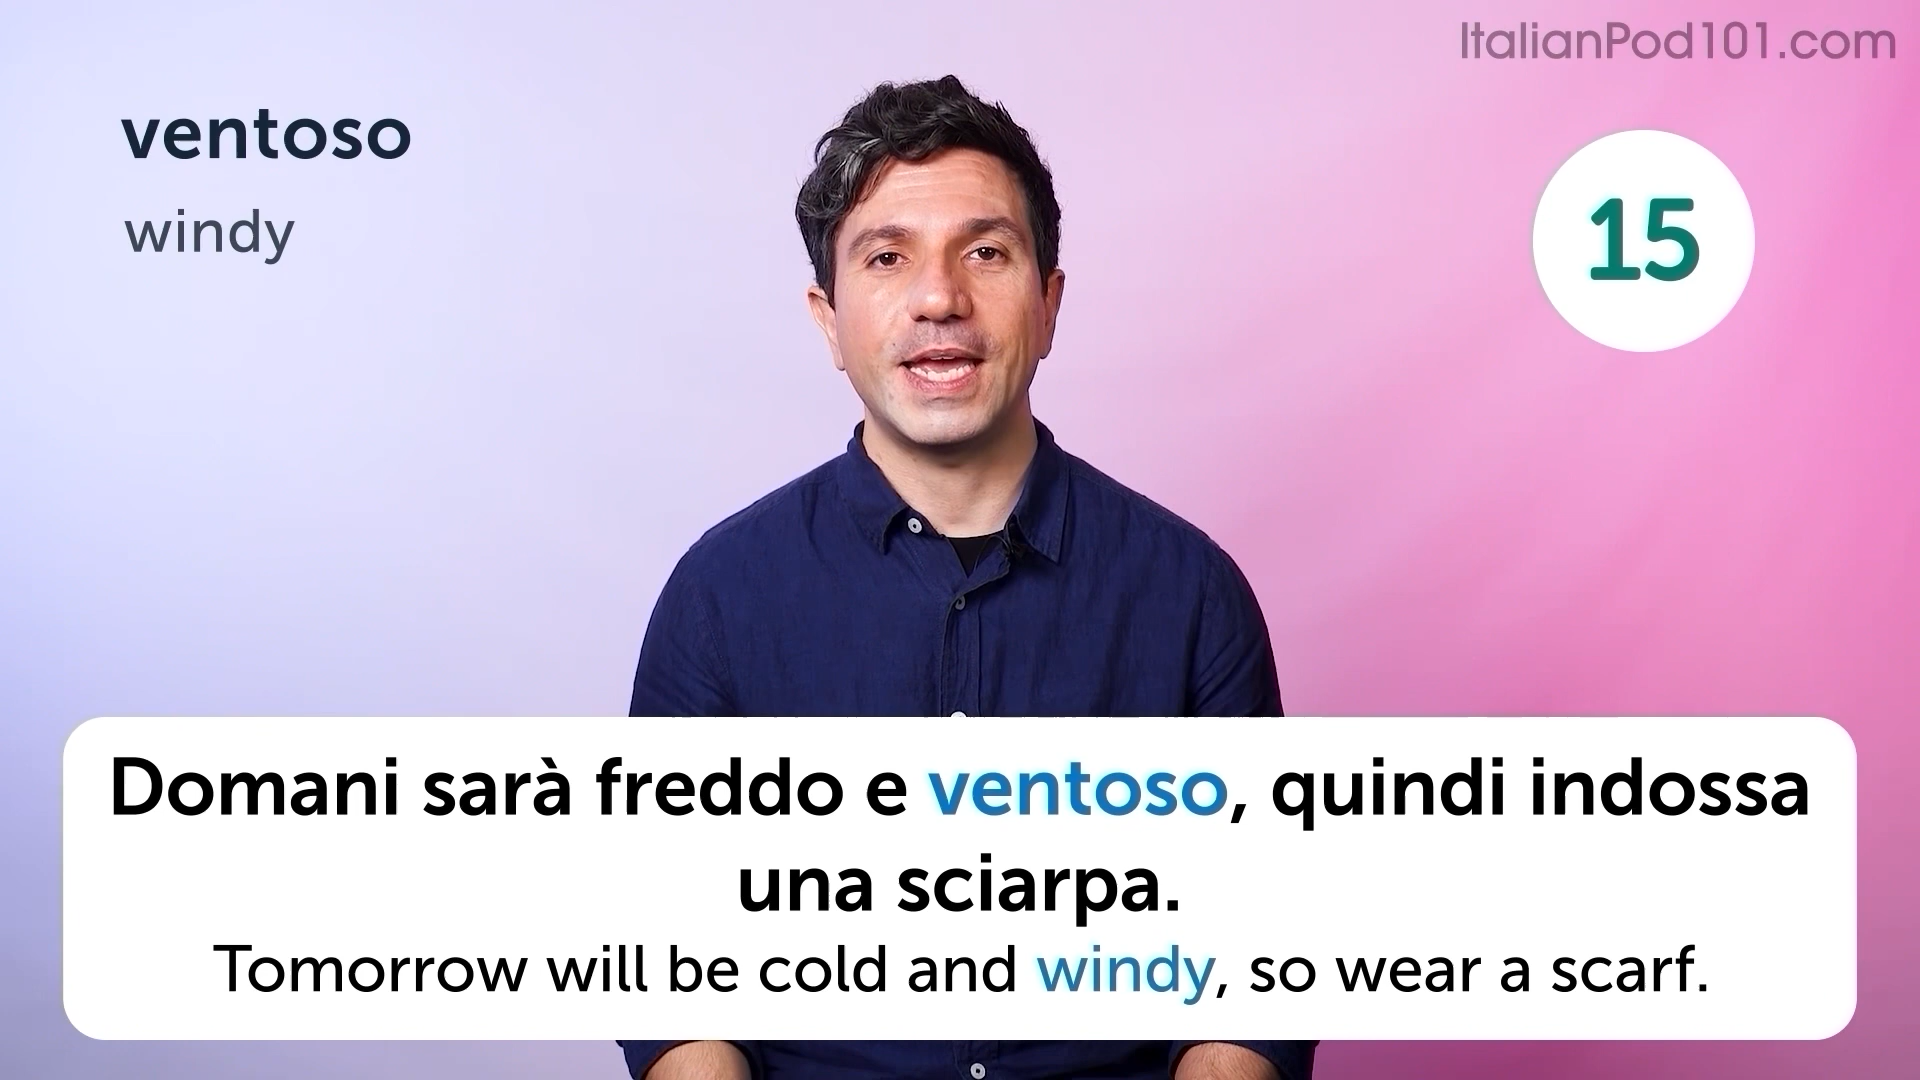 ItalianPod101.com
ventoso
windy
15
Domani sarà freddo e ventoso, quindi indossa
una sciarpa.
Tomorrow will be cold and windy, so wear a scarf.